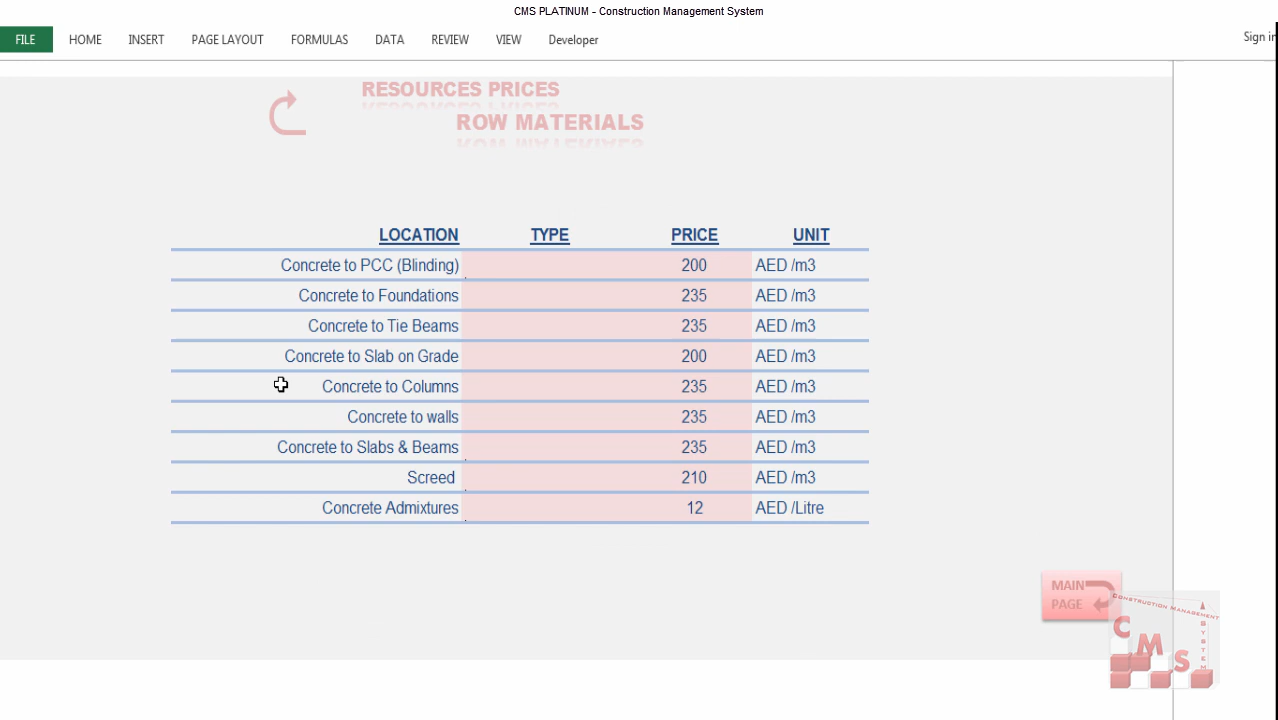 CMS PLATINUM - Construction Management System
FILE HOME INSERT PAGE LAYOUT FORMULAS DATA REVIEW VIEW Developer Sign in
RESOURCES PRICES
ROW MATERIALS
LOCATION TYPE PRICE UNIT
Concrete to PCC (Blinding) 200 AED /m3
Concrete to Foundations 235 AED /m3
Concrete to Tie Beams 235 AED /m3
Concrete to Slab on Grade 200 AED /m3
Concrete to Columns 235 AED /m3
Concrete to walls 235 AED /m3
Concrete to Slabs & Beams 235 AED /m3
Screed 210 AED /m3
Concrete Admixtures 12 AED /Litre
MAIN
PAGE
CONSTRUCTION MANAGEMENT
SYSTEM
CMS